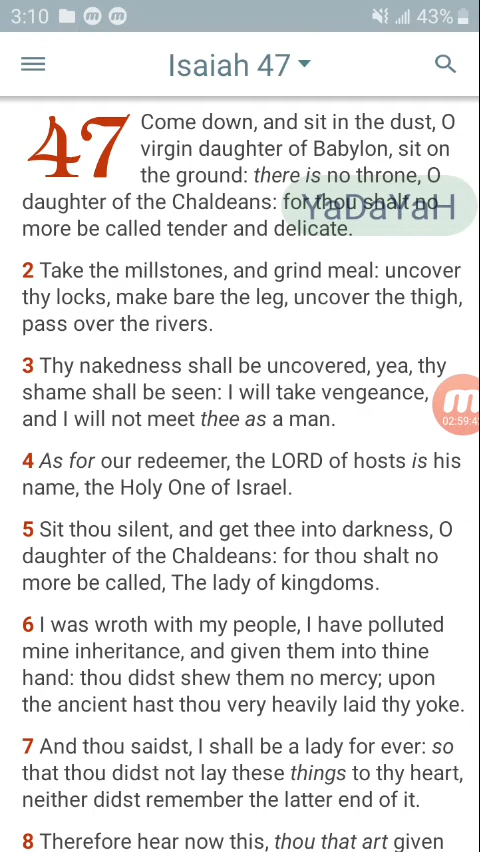 3:10 43%
Isaiah 47
47 Come down, and sit in the dust, O
virgin daughter of Babylon, sit on
the ground: there is no throne, O
daughter of the Chaldeans: for thou shalt no
YaDaYaH
more be called tender and delicate.
2 Take the millstones, and grind meal: uncover
thy locks, make bare the leg, uncover the thigh,
pass over the rivers.
3 Thy nakedness shall be uncovered, yea, thy
shame shall be seen: I will take vengeance,
and I will not meet thee as a man.
m
02:59:4
4 As for our redeemer, the LORD of hosts is his
name, the Holy One of Israel.
5 Sit thou silent, and get thee into darkness, O
daughter of the Chaldeans: for thou shalt no
more be called, The lady of kingdoms.
6 I was wroth with my people, I have polluted
mine inheritance, and given them into thine
hand: thou didst shew them no mercy; upon
the ancient hast thou very heavily laid thy yoke.
7 And thou saidst, I shall be a lady for ever: so
that thou didst not lay these things to thy heart,
neither didst remember the latter end of it.
8 Therefore hear now this, thou that art given